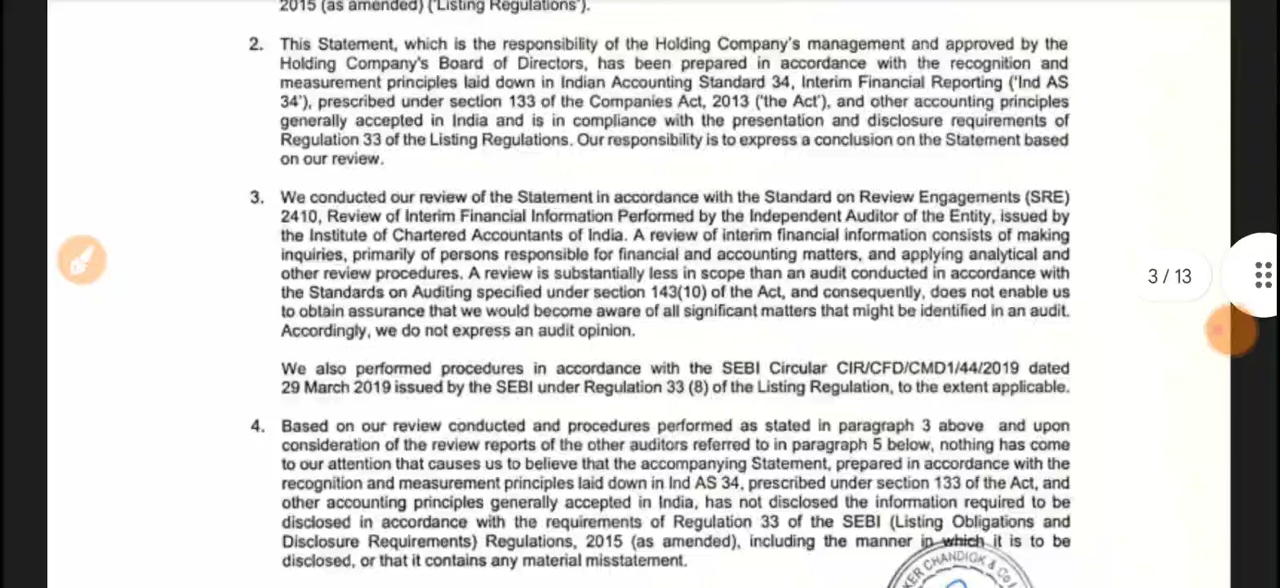 2015 (as amended) ('Listing Regulations').
2. This Statement, which is the responsibility of the Holding Company's management and approved by the
Holding Company's Board of Directors, has been prepared in accordance with the recognition and
measurement principles laid down in Indian Accounting Standard 34, Interim Financial Reporting ('Ind AS
34'), prescribed under section 133 of the Companies Act, 2013 ('the Act'), and other accounting principles
generally accepted in India and is in compliance with the presentation and disclosure requirements of
Regulation 33 of the Listing Regulations. Our responsibility is to express a conclusion on the Statement based
on our review.
3. We conducted our review of the Statement in accordance with the Standard on Review Engagements (SRE)
2410, Review of Interim Financial Information Performed by the Independent Auditor of the Entity, issued by
the Institute of Chartered Accountants of India. A review of interim financial information consists of making
inquiries, primarily of persons responsible for financial and accounting matters, and applying analytical and
other review procedures. A review is substantially less in scope than an audit conducted in accordance with
the Standards on Auditing specified under section 143(10) of the Act, and consequently, does not enable us
to obtain assurance that we would become aware of all significant matters that might be identified in an audit.
Accordingly, we do not express an audit opinion.
We also performed procedures in accordance with the SEBI Circular CIR/CFD/CMD1/44/2019 dated
29 March 2019 issued by the SEBI under Regulation 33 (8) of the Listing Regulation, to the extent applicable.
4. Based on our review conducted and procedures performed as stated in paragraph 3 above and upon
consideration of the review reports of the other auditors referred to in paragraph 5 below, nothing has come
to our attention that causes us to believe that the accompanying Statement, prepared in accordance with the
recognition and measurement principles laid down in Ind AS 34, prescribed under section 133 of the Act, and
other accounting principles generally accepted in India, has not disclosed the information required to be
disclosed in accordance with the requirements of Regulation 33 of the SEBI (Listing Obligations and
Disclosure Requirements) Regulations, 2015 (as amended), including the manner in which it is to be
disclosed, or that it contains any material misstatement.
CHANDIOK & CO
3 / 13